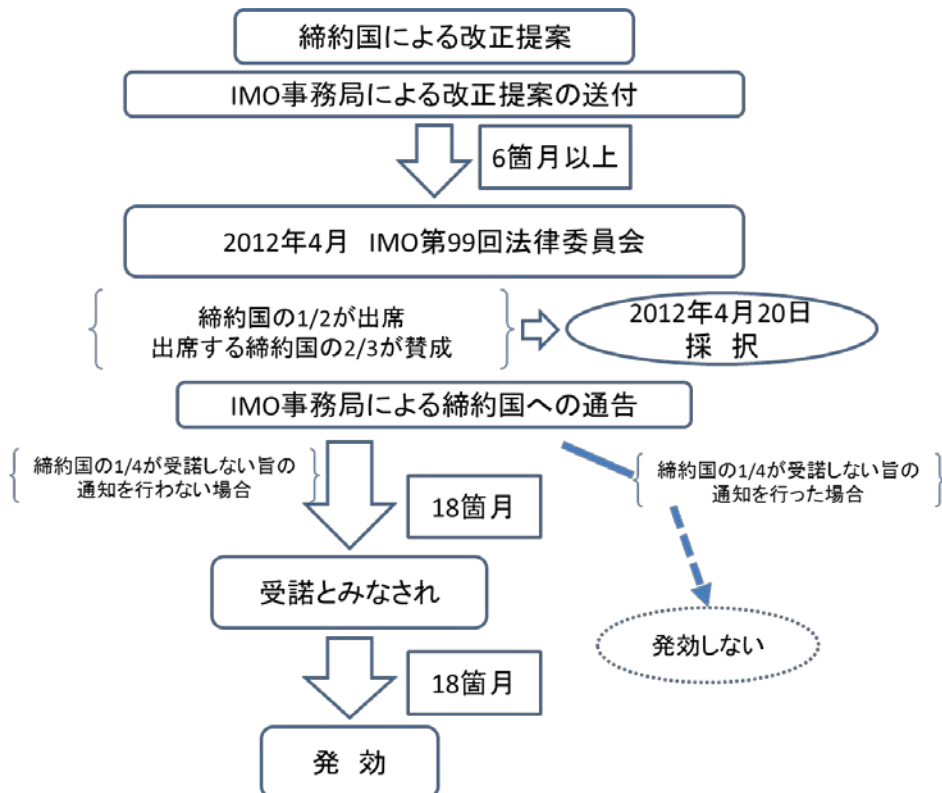 締約国による改正提案
IMO事務局による改正提案の送付
6箇月以上
2012年4月 IMO第99回法律委員会
締約国の1/2が出席
出席する締約国の2/3が賛成
2012年4月20日
採 択
IMO事務局による締約国への通告
締約国の1/4が受諾しない旨の
通知を行わない場合
18箇月
締約国の1/4が受諾しない旨の
通知を行った場合
受諾とみなされ
発効しない
18箇月
発 効